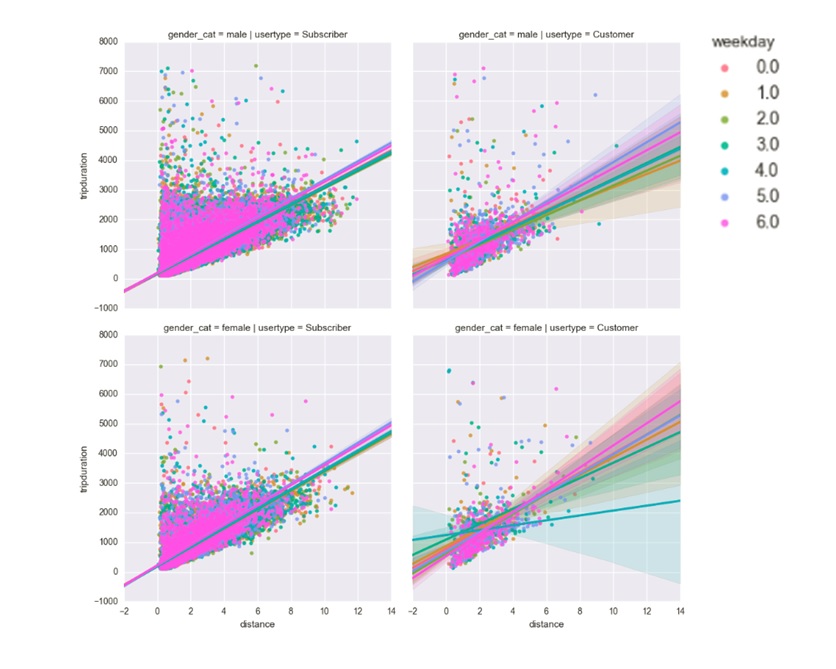 gender_cat = male | usertype = Subscriber
gender_cat = male | usertype = Customer
weekday
0.0
1.0
2.0
3.0
4.0
5.0
6.0
8000
7000
6000
5000
4000
3000
2000
1000
0
−1000
tripduration
gender_cat = female | usertype = Subscriber
gender_cat = female | usertype = Customer
8000
7000
6000
5000
4000
3000
2000
1000
0
−1000
tripduration
−2 0 2 4 6 8 10 12 14
−2 0 2 4 6 8 10 12 14
distance
distance